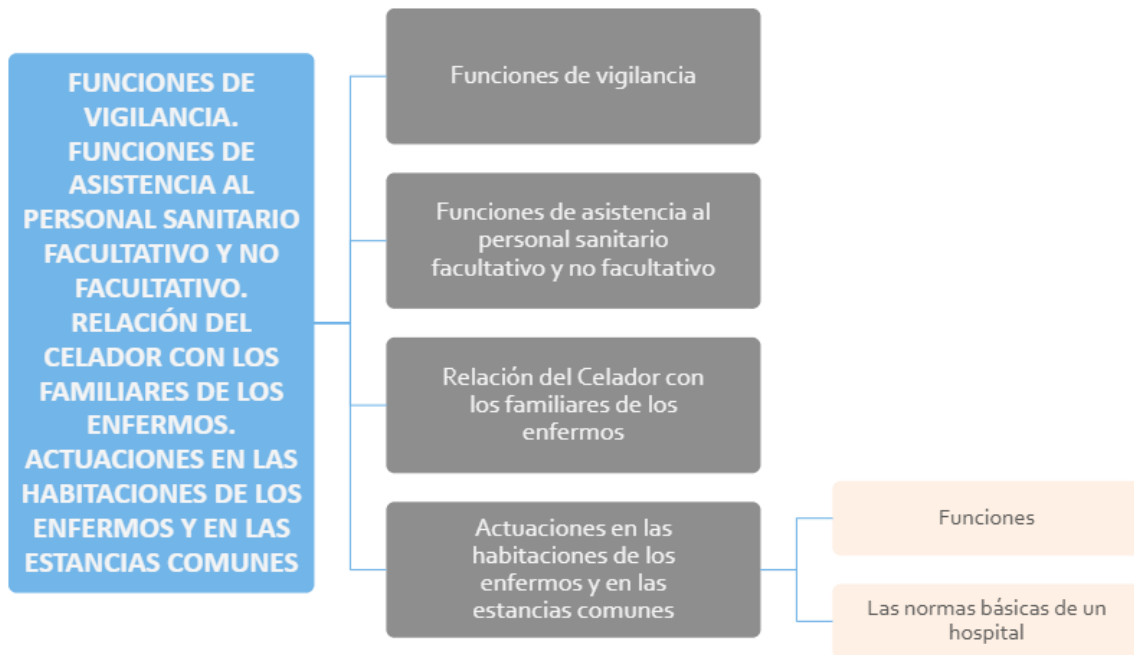 FUNCIONES DE
VIGILANCIA.
FUNCIONES DE
ASISTENCIA AL
PERSONAL SANITARIO
FACULTATIVO Y NO
FACULTATIVO.
RELACIÓN DEL
CELADOR CON LOS
FAMILIARES DE LOS
ENFERMOS.
ACTUACIONES EN LAS
HABITACIONES DE LOS
ENFERMOS Y EN LAS
ESTANCIAS COMUNES
Funciones de vigilancia
Funciones de asistencia al
personal sanitario
facultativo y no facultativo
Relación del Celador con
los familiares de los
enfermos
Actuaciones en las
habitaciones de los
enfermos y en las
estancias comunes
Funciones
Las normas básicas de un
hospital